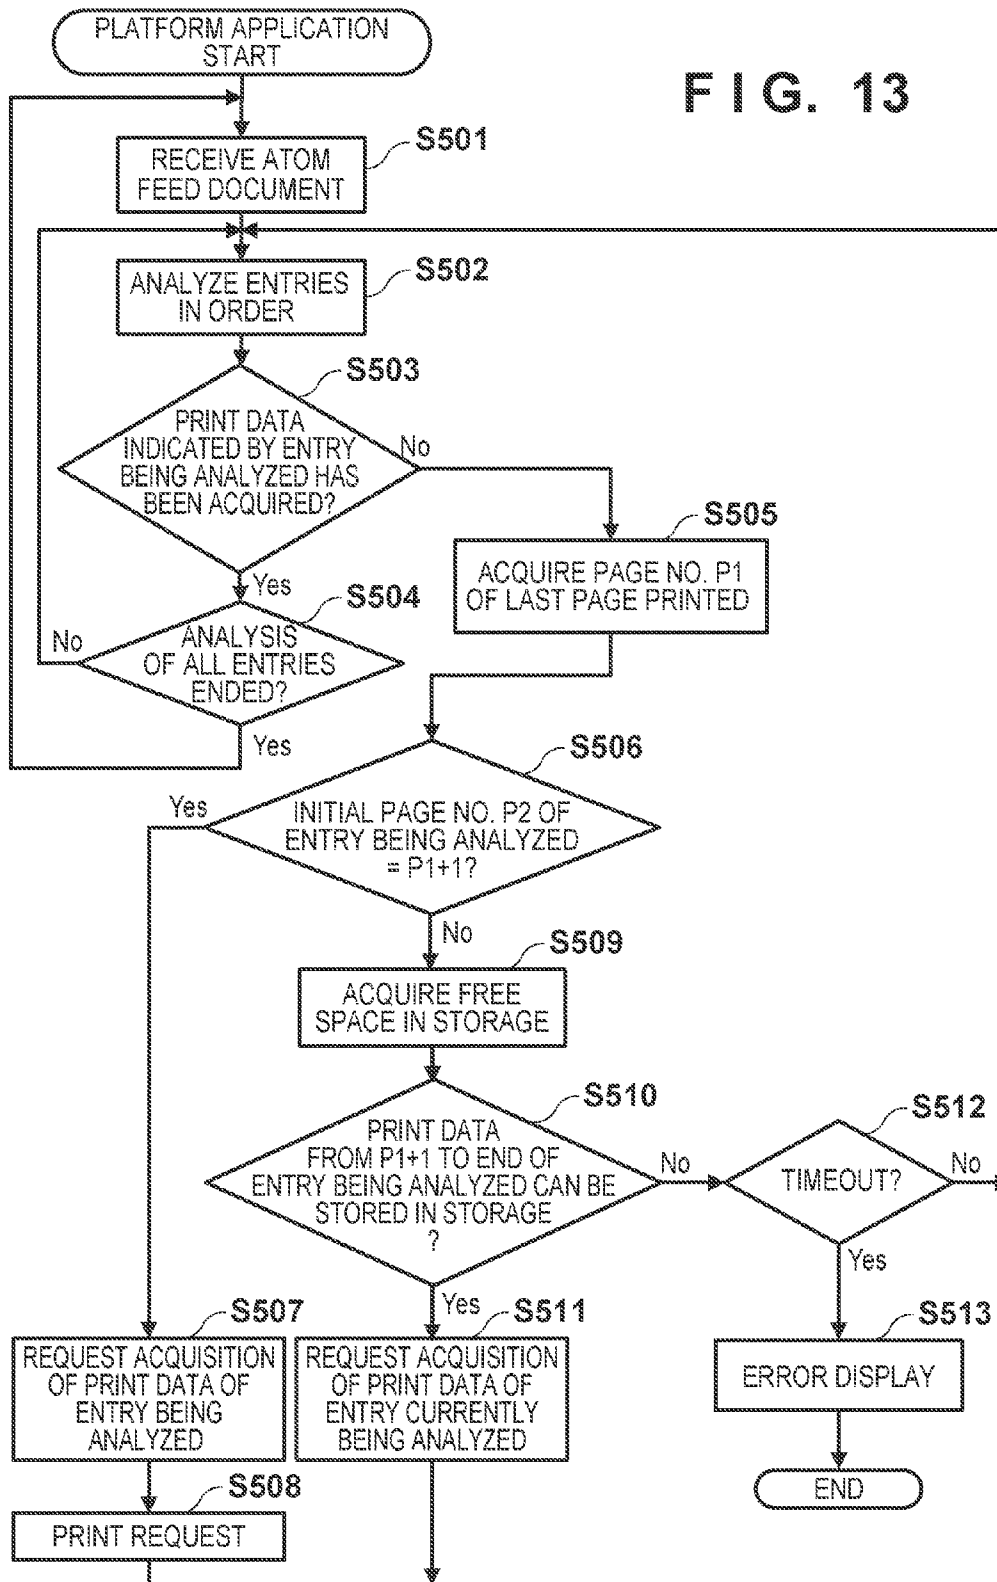 PLATFORM APPLICATION
START
F I G. 13
S501
RECEIVE ATOM
FEED DOCUMENT
S502
ANALYZE ENTRIES
IN ORDER
S503
PRINT DATA
INDICATED BY ENTRY
BEING ANALYZED HAS
BEEN ACQUIRED?
No
Yes
S505
ACQUIRE PAGE NO. P1
OF LAST PAGE PRINTED
S504
No
ANALYSIS
OF ALL ENTRIES
ENDED?
Yes
S506
Yes
INITIAL PAGE NO. P2 OF
ENTRY BEING ANALYZED
= P1+1?
No
S509
ACQUIRE FREE
SPACE IN STORAGE
S510
PRINT DATA
FROM P1+1 TO END OF
ENTRY BEING ANALYZED CAN BE
STORED IN STORAGE
?
No
Yes
S512
TIMEOUT?
No
Yes
S507
REQUEST ACQUISITION
OF PRINT DATA OF
ENTRY BEING
ANALYZED
S511
REQUEST ACQUISITION
OF PRINT DATA OF
ENTRY CURRENTLY
BEING ANALYZED
S513
ERROR DISPLAY
END
S508
PRINT REQUEST